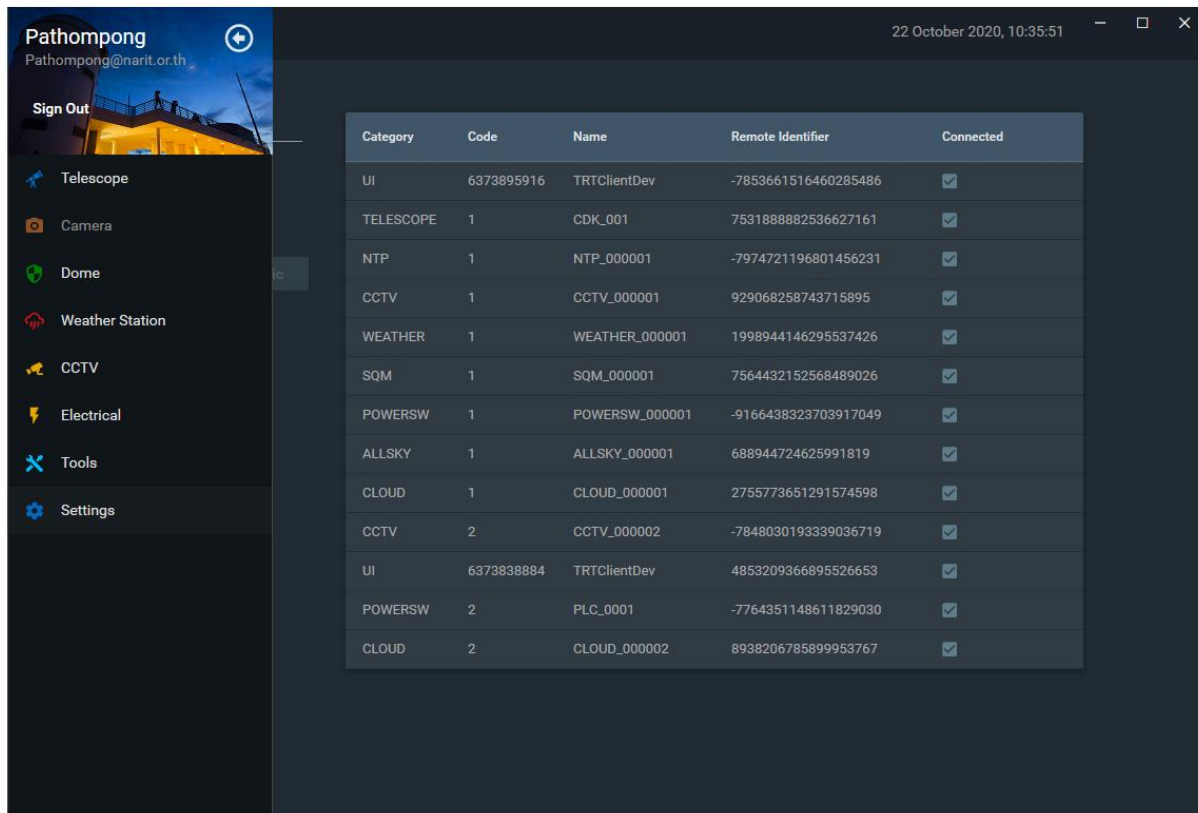 Pathompong
Pathompong@narit.or.th
Sign Out
22 October 2020, 10:35:51
Telescope
Camera
Dome
Weather Station
CCTV
Electrical
Tools
Settings
ic
Category Code Name Remote Identifier Connected
UI 6373895916 TRTClientDev -7853661516460285486
TELESCOPE 1 CDK_001 7531888882536627161
NTP 1 NTP_000001 -7974721196801456231
CCTV 1 CCTV_000001 929068258743715895
WEATHER 1 WEATHER_000001 1998944146295537426
SQM 1 SQM_000001 7564432152568489026
POWERSW 1 POWERSW_000001 -9166438323703917049
ALLSKY 1 ALLSKY_000001 688944724625991819
CLOUD 1 CLOUD_000001 2755773651291574598
CCTV 2 CCTV_000002 -7848030193339036719
UI 6373838884 TRTClientDev 4853209366895526653
POWERSW 2 PLC_0001 -7764351148611829030
CLOUD 2 CLOUD_000002 8938206785899953767